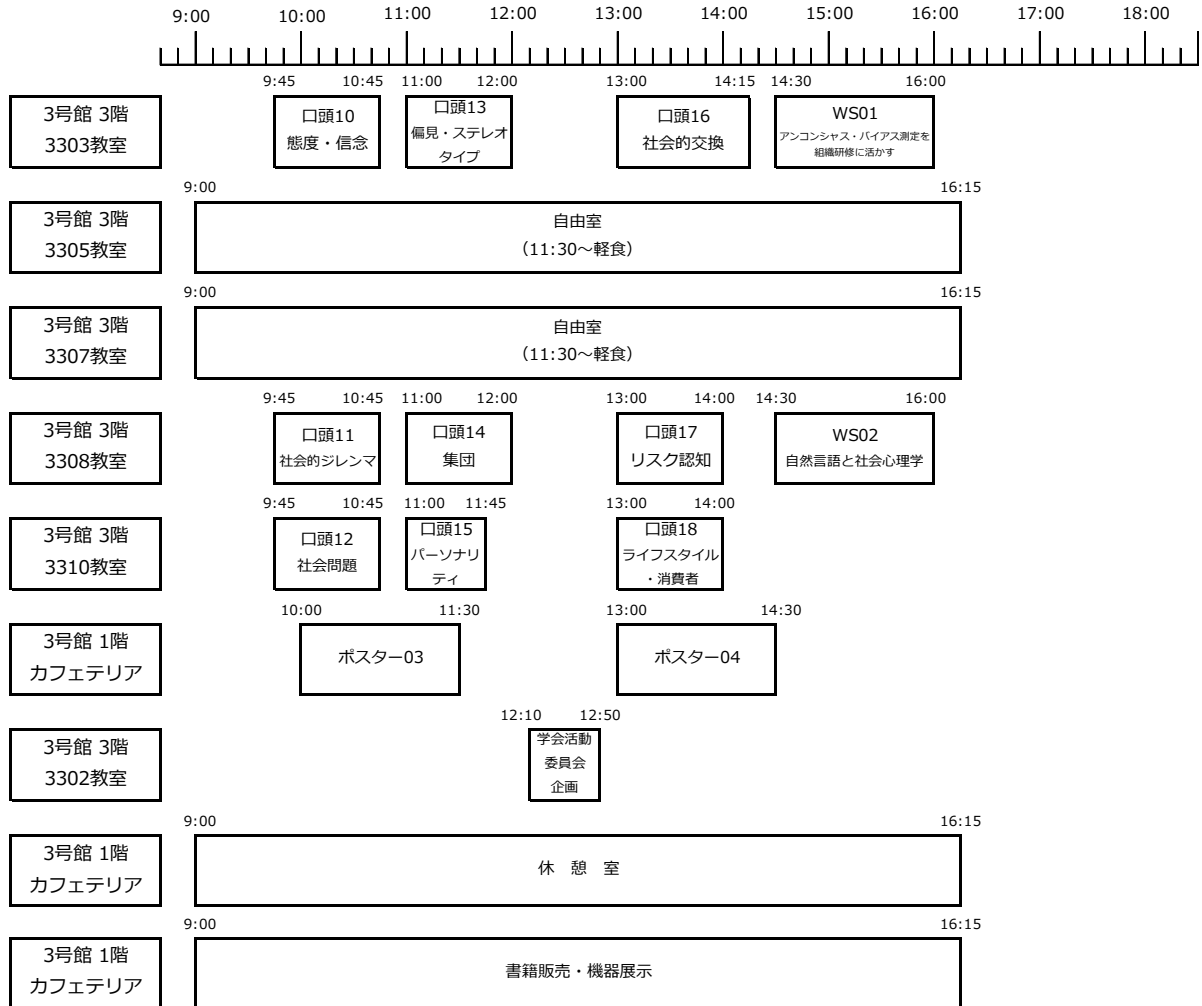 9:00 10:00 11:00 12:00 13:00 14:00 15:00 16:00 17:00 18:00
9:45 10:45 11:00 12:00 13:00 14:15 14:30 16:00
3号館 3階
3303教室
口頭10
態度・信念
口頭13
偏見・ステレオ
タイプ
口頭16
社会的交換
WS01
アンコンシャス・バイアス測定を
組織研修に活かす
9:00 16:15
3号館 3階
3305教室
自由室
（11:30～軽食）
9:00 16:15
3号館 3階
3307教室
自由室
（11:30～軽食）
9:45 10:45 11:00 12:00 13:00 14:00 14:30 16:00
3号館 3階
3308教室
口頭11
社会的ジレンマ
口頭14
集団
口頭17
リスク認知
WS02
自然言語と社会心理学
9:45 10:45 11:00 11:45 13:00 14:00
3号館 3階
3310教室
口頭12
社会問題
口頭15
パーソナリ
ティ
口頭18
ライフスタイル
・消費者
10:00 11:30 13:00 14:30
3号館 1階
カフェテリア
ポスター03
ポスター04
12:10 12:50
3号館 3階
3302教室
学会活動
委員会
企画
9:00 16:15
3号館 1階
カフェテリア
休 憩 室
9:00 16:15
3号館 1階
カフェテリア
書籍販売・機器展示